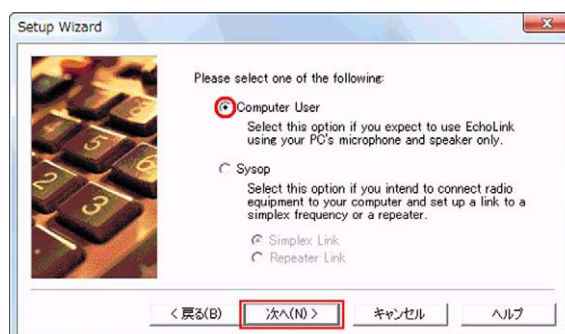 Setup Wizard
Please select one of the following:
Computer User
Select this option if you expect to use EchoLink
using your PC's microphone and speaker only.
Sysop
Select this option if you intend to connect radio
equipment to your computer and set up a link to a
simplex frequency or a repeater.
Simplex Link
Repeater Link
< 戻る(B)
次へ(N) >
キャンセル
ヘルプ